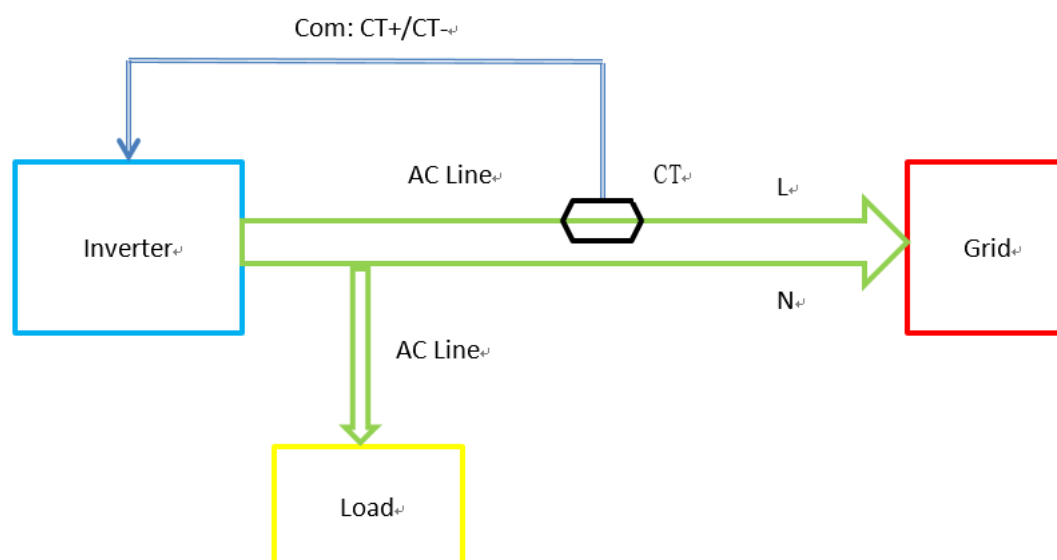 Com: CT+/CT-
AC Line
CT
L
Inverter
Grid
N
AC Line
Load